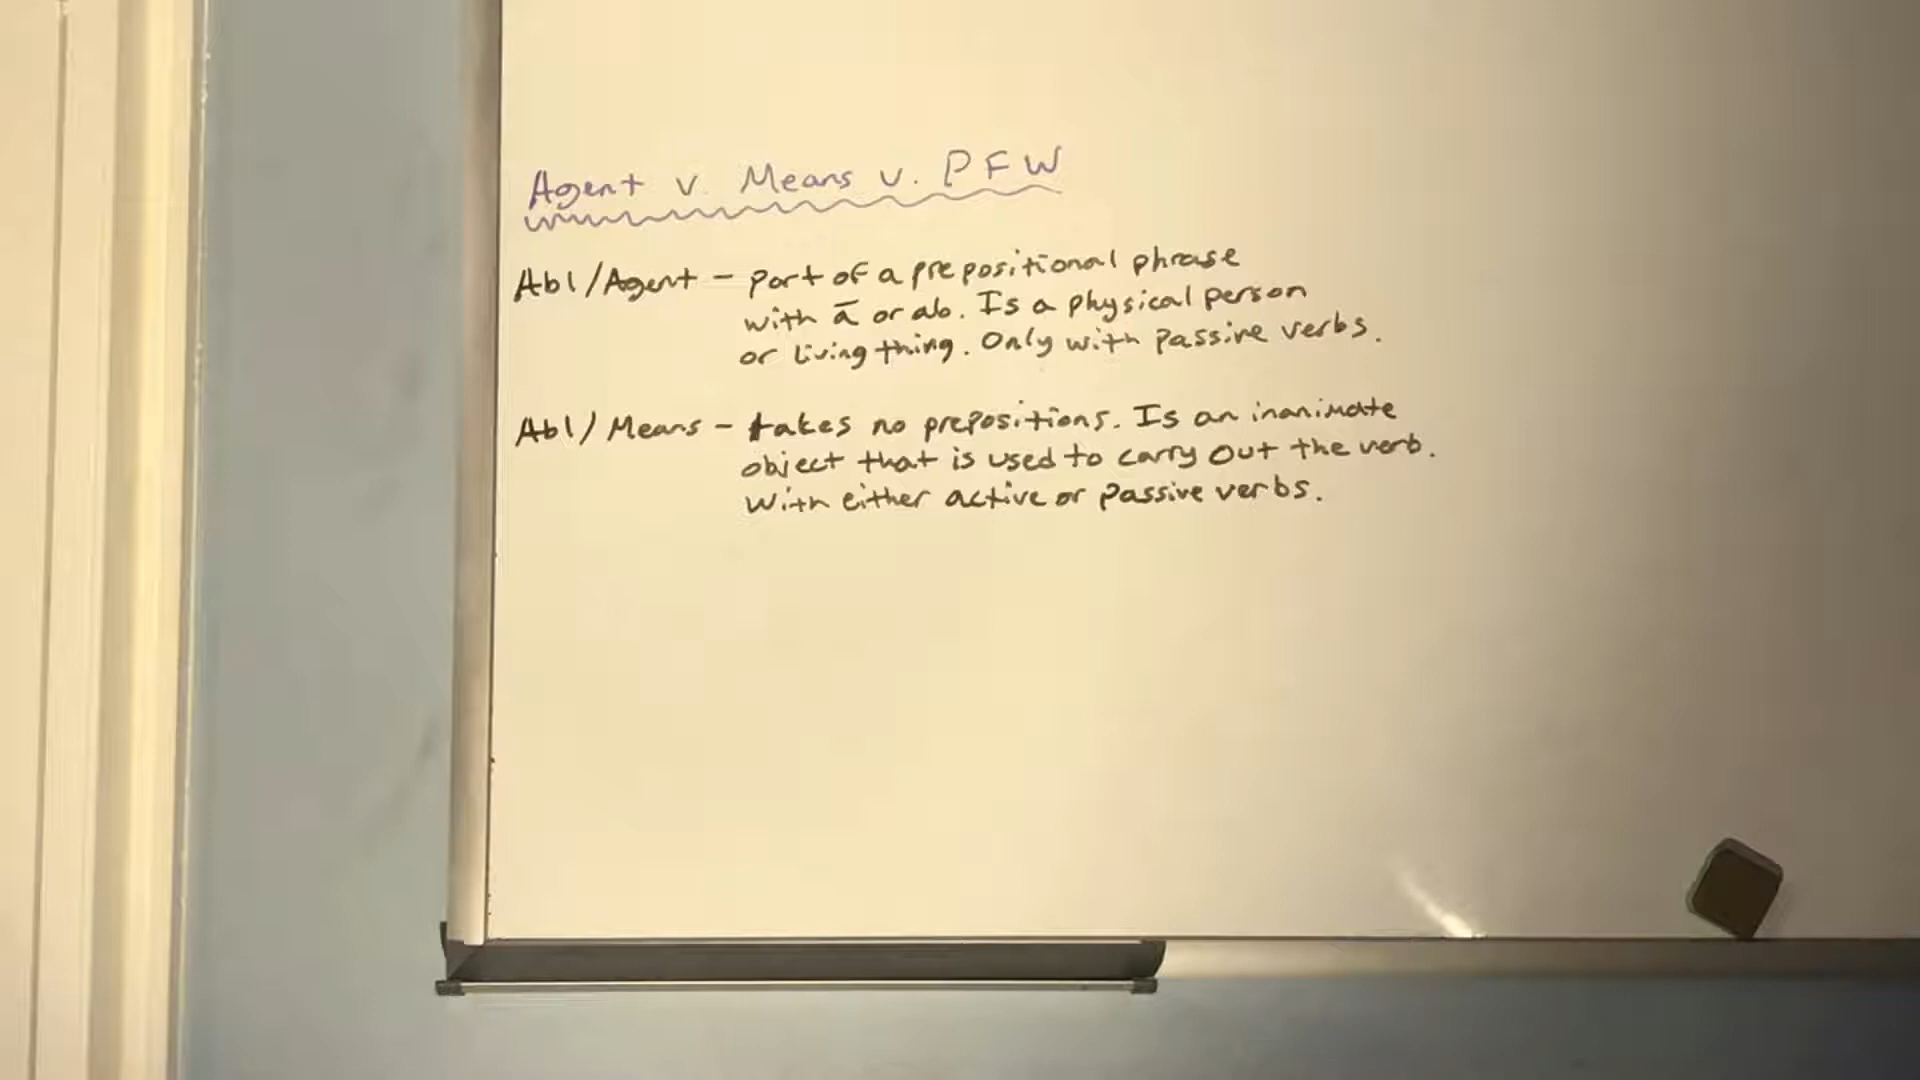 Agent v. Means v. PFW
Abl/Agent - part of a prepositional phrase
with ā or ab. Is a physical person
or living thing. Only with passive verbs.
Abl/Means - takes no prepositions. Is an inanimate
object that is used to carry out the verb.
With either active or passive verbs.